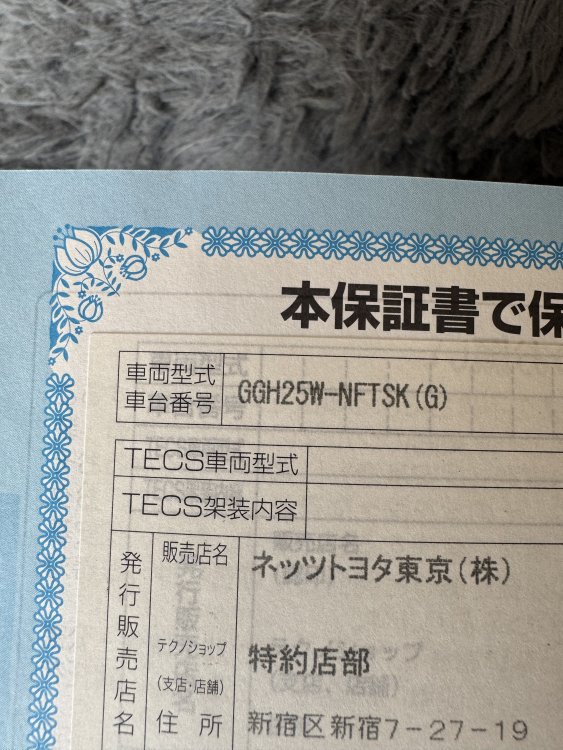 本保証書で保
車両型式
車台番号
GGH25W-NFTSK(G)
TECS車両型式
TECS架装内容
発行販売店名
販売店名
ネッツトヨタ東京(株)
テクノショップ
(支店・店舗)
特約店部
住所
新宿区新宿7-27-19